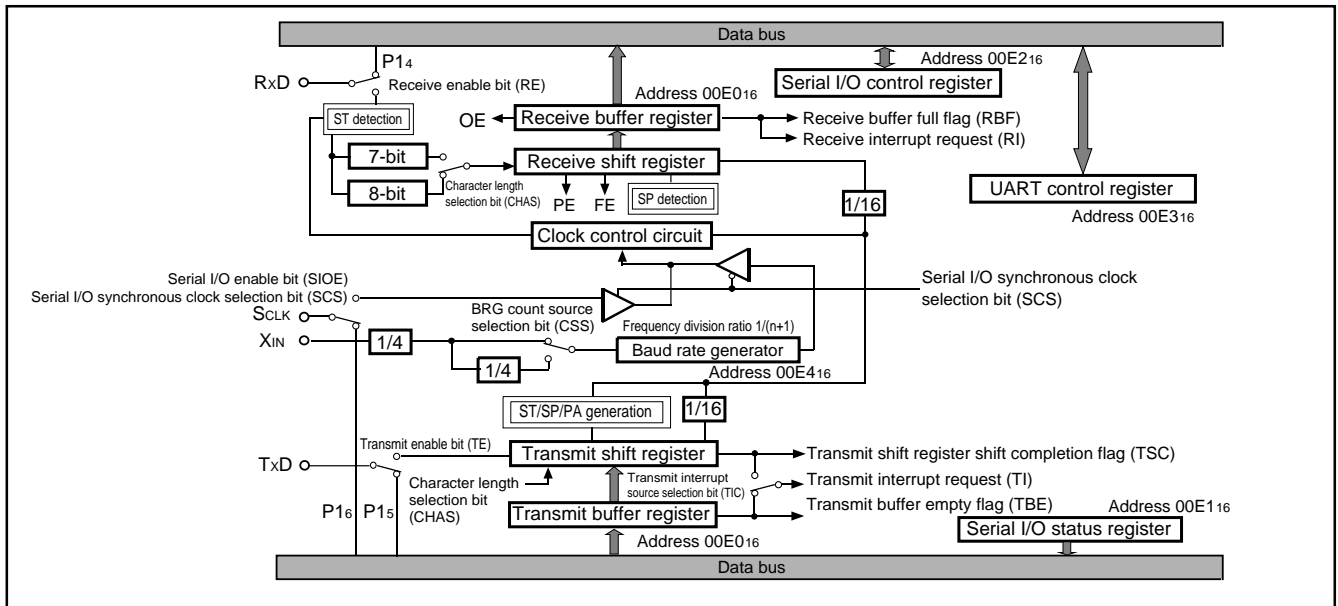 Data bus
P14
RxD
Receive enable bit (RE)
Address 00E216
Serial I/O control register
Address 00E016
ST detection
OE
Receive buffer register
Receive buffer full flag (RBF)
Receive interrupt request (RI)
7-bit
8-bit
Character length
selection bit (CHAS)
Receive shift register
PE
FE
SP detection
1/16
UART control register
Address 00E316
Clock control circuit
Serial I/O enable bit (SIOE)
Serial I/O synchronous clock selection bit (SCS)
Serial I/O synchronous clock
selection bit (SCS)
SCLK
BRG count source
selection bit (CSS)
Frequency division ratio 1/(n+1)
XIN
1/4
Baud rate generator
1/4
Address 00E416
ST/SP/PA generation
1/16
Transmit enable bit (TE)
Transmit shift register
Transmit shift register shift completion flag (TSC)
TxD
Character length
selection bit
(CHAS)
Transmit interrupt
source selection bit (TIC)
Transmit interrupt request (TI)
P16
P15
Transmit buffer register
Transmit buffer empty flag (TBE)
Address 00E116
Serial I/O status register
Address 00E016
Data bus